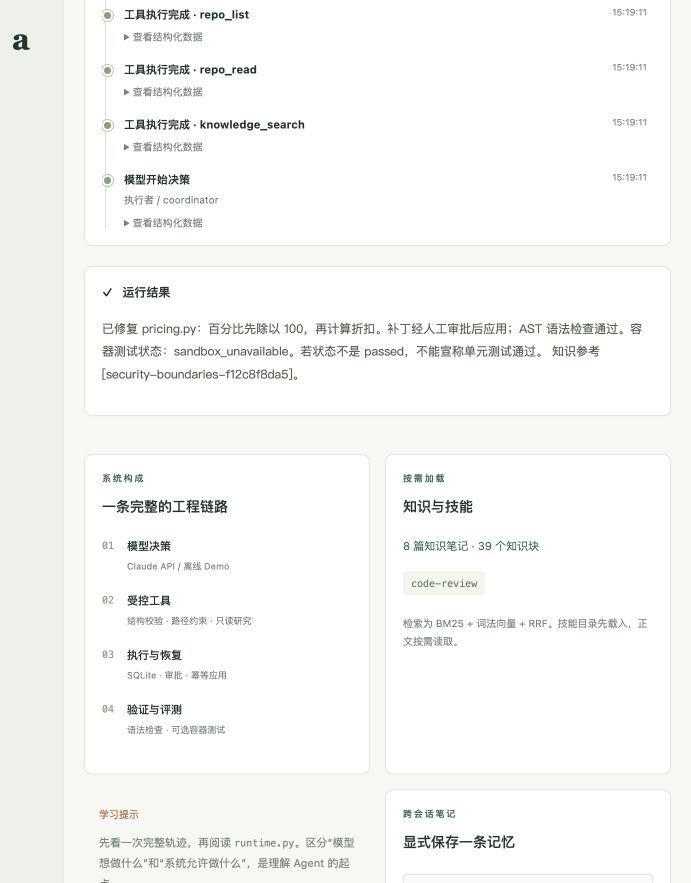 a
工具执行完成 · repo_list
15:19:11
▶ 查看结构化数据
工具执行完成 · repo_read
15:19:11
▶ 查看结构化数据
工具执行完成 · knowledge_search
15:19:11
▶ 查看结构化数据
模型开始决策
15:19:11
执行者 / coordinator
▶ 查看结构化数据
✓ 运行结果
已修复 pricing.py：百分比先除以 100，再计算折扣。补丁经人工审批后应用；AST 语法检查通过。容
器测试状态：sandbox_unavailable。若状态不是 passed，不能宣称单元测试通过。 知识参考
[security-boundaries-f12c8f8da5]。
系统构成
一条完整的工程链路
01 模型决策
Claude API / 离线 Demo
02 受控工具
结构校验 · 路径约束 · 只读研究
03 执行与恢复
SQLite · 审批 · 幂等应用
04 验证与评测
语法检查 · 可选容器测试
按需加载
知识与技能
8 篇知识笔记 · 39 个知识块
code-review
检索为 BM25 + 词法向量 + RRF。技能目录先载入，正
文按需读取。
学习提示
先看一次完整轨迹，再阅读 runtime.py。区分“模型
想做什么”和“系统允许做什么”，是理解 Agent 的起
点。
跨会话笔记
显式保存一条记忆